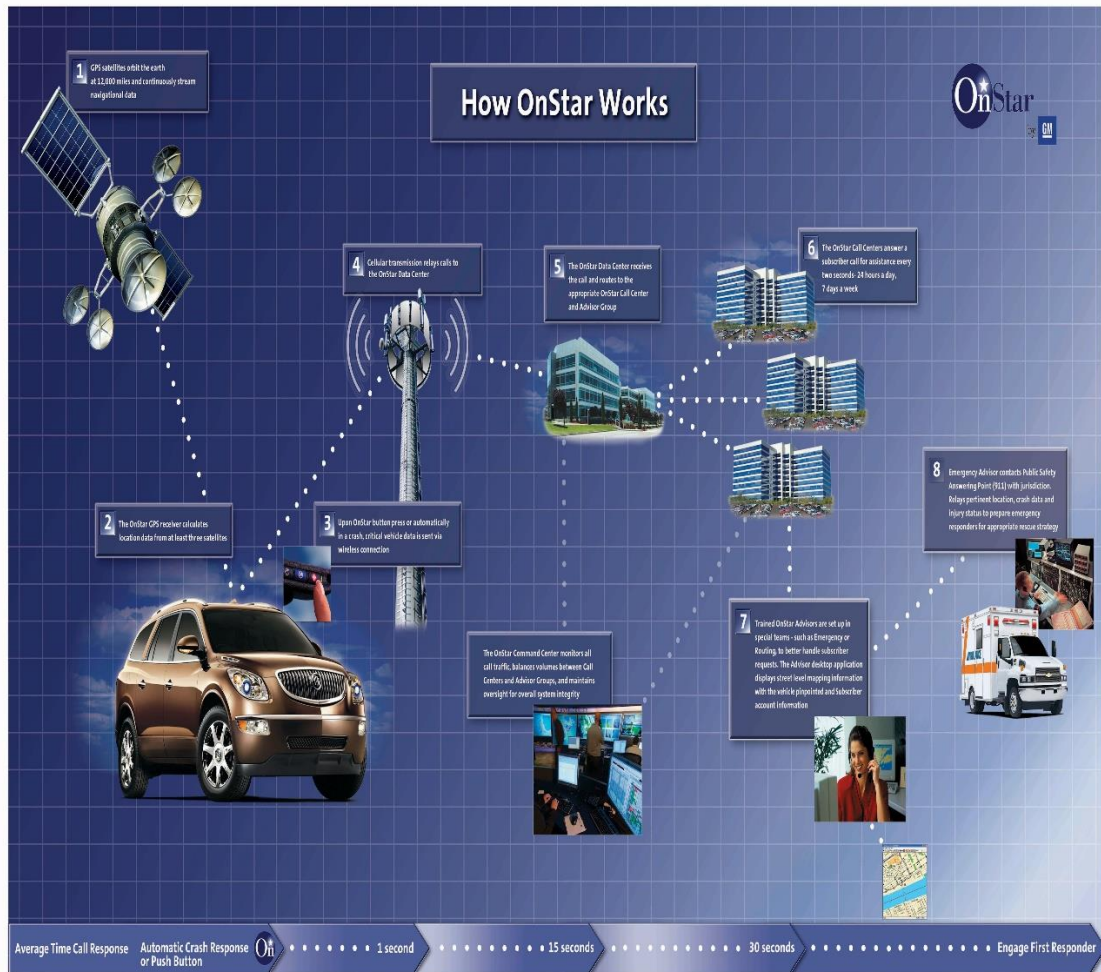 How OnStar Works
OnStar
by GM
1
GPS satellites orbit the earth
at 12,000 miles and continuously stream
navigational data
2
The OnStar GPS receiver calculates
location data from at least three satellites
3
Upon OnStar button press or automatically
in a crash, critical vehicle data is sent via
wireless connection
4
Cellular transmission relays calls to
the OnStar Data Center
5
The OnStar Data Center receives
the call and routes to the
appropriate OnStar Call Center
and Advisor Group
6
The OnStar Call Centers answer a
subscriber call for assistance every
two seconds- 24 hours a day,
7 days a week
The OnStar Command Center monitors all
call traffic, balances volumes between Call
Centers and Advisor Groups, and maintains
oversight for overall system integrity
7
Trained OnStar Advisors are set up in
special teams - such as Emergency or
Routing, to better handle subscriber
requests. The Advisor desktop application
displays street level mapping information
with the vehicle pinpointed and Subscriber
account information
8
Emergency Advisor contacts Public Safety
Answering Point (911) with jurisdiction.
Relays pertinent location, crash data and
injury status to prepare emergency
responders for appropriate rescue strategy
Average Time Call Response
Automatic Crash Response
or Push Button
On
1 second
15 seconds
30 seconds
Engage First Responder